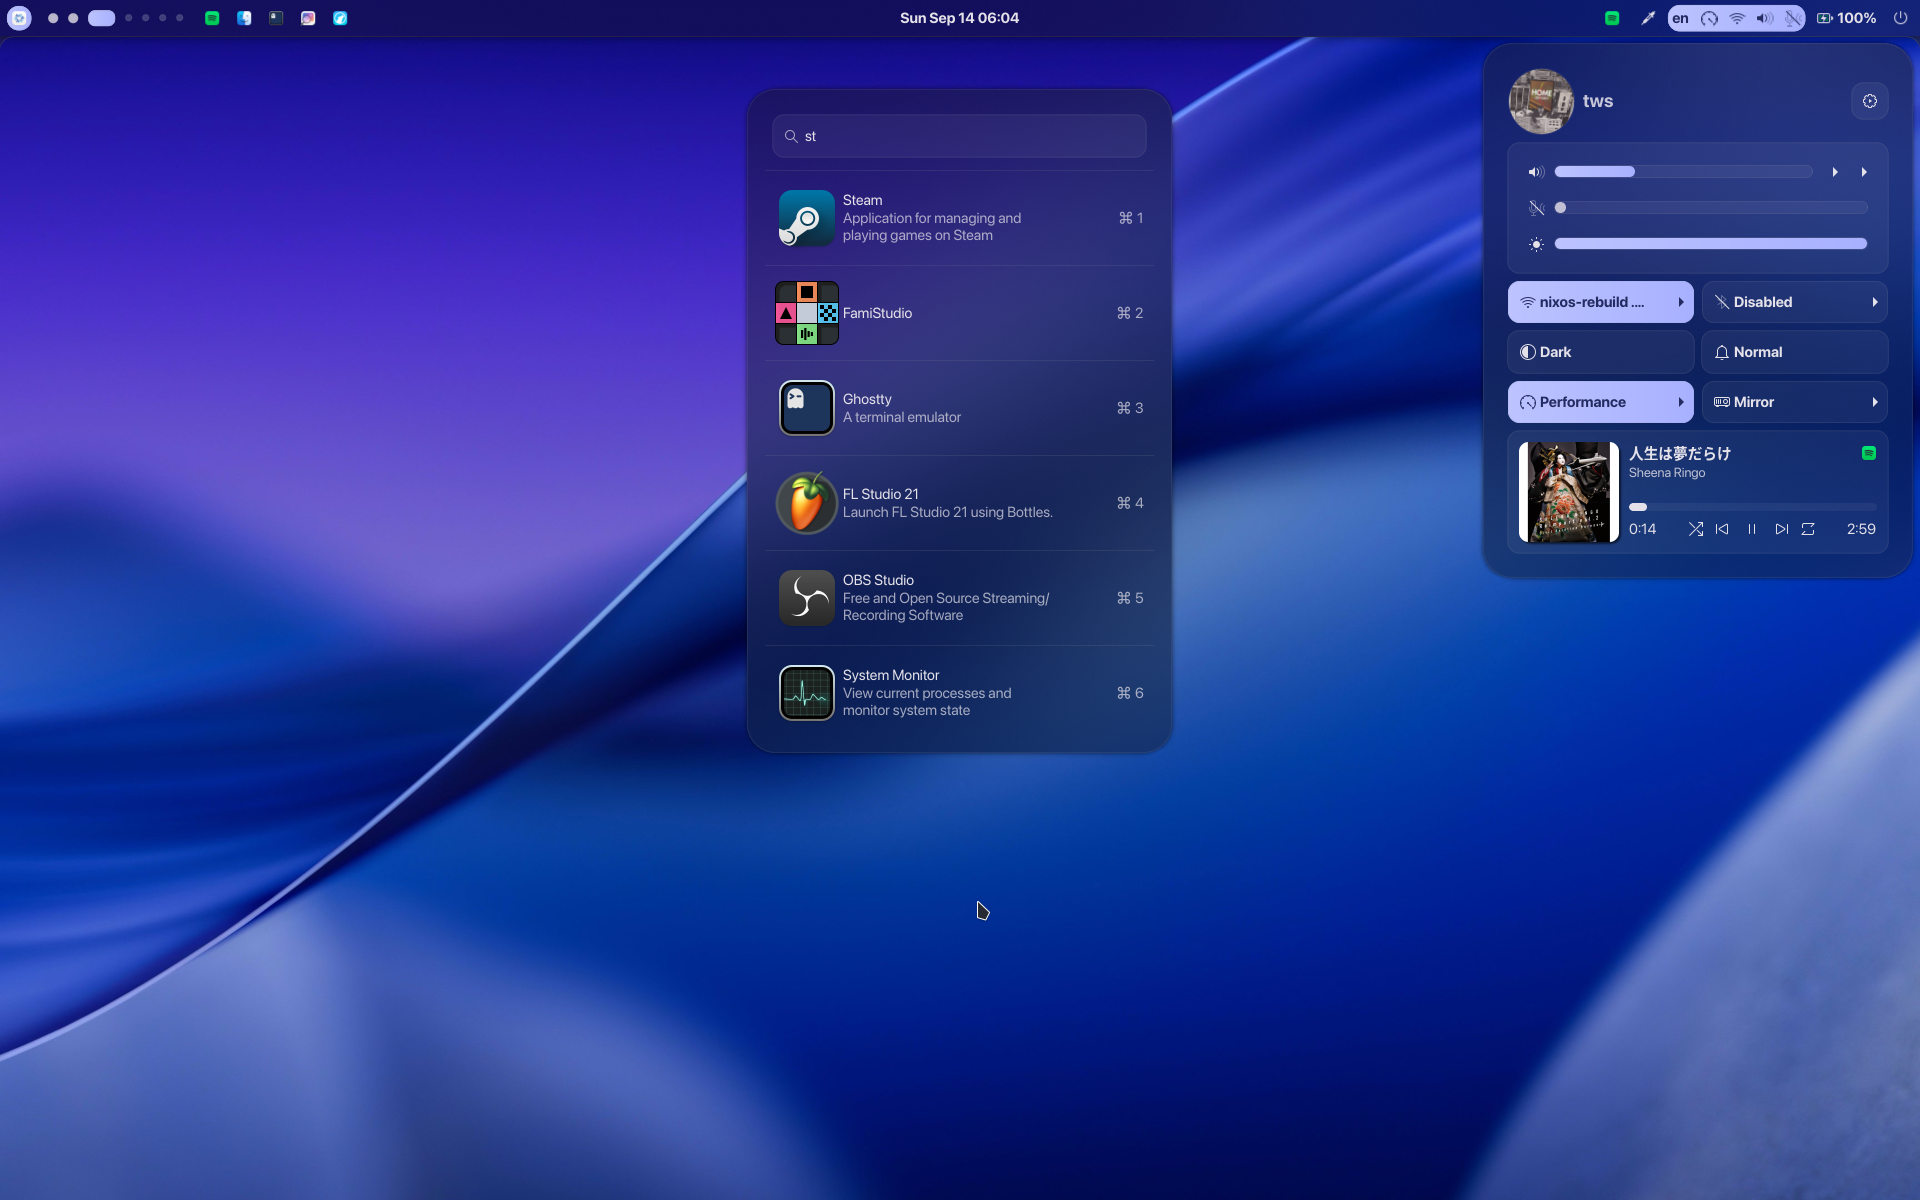 Sun Sep 14 06:04
en
100%
st
Steam
Application for managing and
playing games on Steam
⌘ 1
FamiStudio
⌘ 2
Ghostty
A terminal emulator
⌘ 3
FL Studio 21
Launch FL Studio 21 using Bottles.
⌘ 4
OBS Studio
Free and Open Source Streaming/
Recording Software
⌘ 5
System Monitor
View current processes and
monitor system state
⌘ 6
HOME
tws
nixos-rebuild ....
Disabled
Dark
Normal
Performance
Mirror
人生は夢だらけ
Sheena Ringo
0:14
2:59